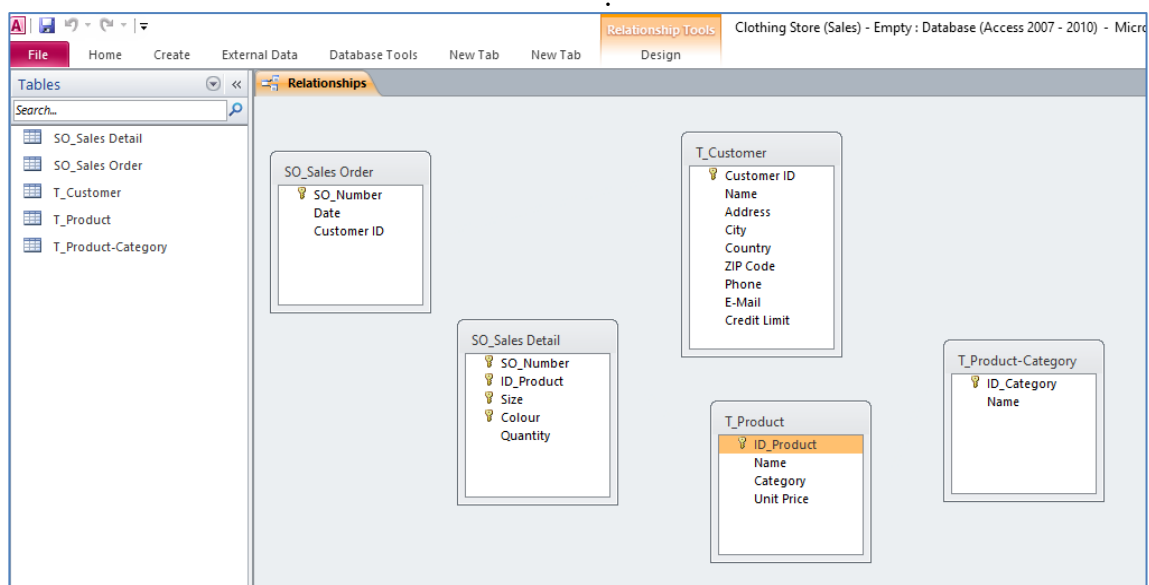 A
Relationship Tools
Clothing Store (Sales) - Empty : Database (Access 2007 - 2010) - Micro
File Home Create External Data Database Tools New Tab New Tab Design
Tables
Relationships
Search...
SO_Sales Detail
SO_Sales Order
T_Customer
T_Product
T_Product-Category
SO_Sales Order
SO_Number
Date
Customer ID
SO_Sales Detail
SO_Number
ID_Product
Size
Colour
Quantity
T_Customer
Customer ID
Name
Address
City
Country
ZIP Code
Phone
E-Mail
Credit Limit
T_Product
ID_Product
Name
Category
Unit Price
T_Product-Category
ID_Category
Name